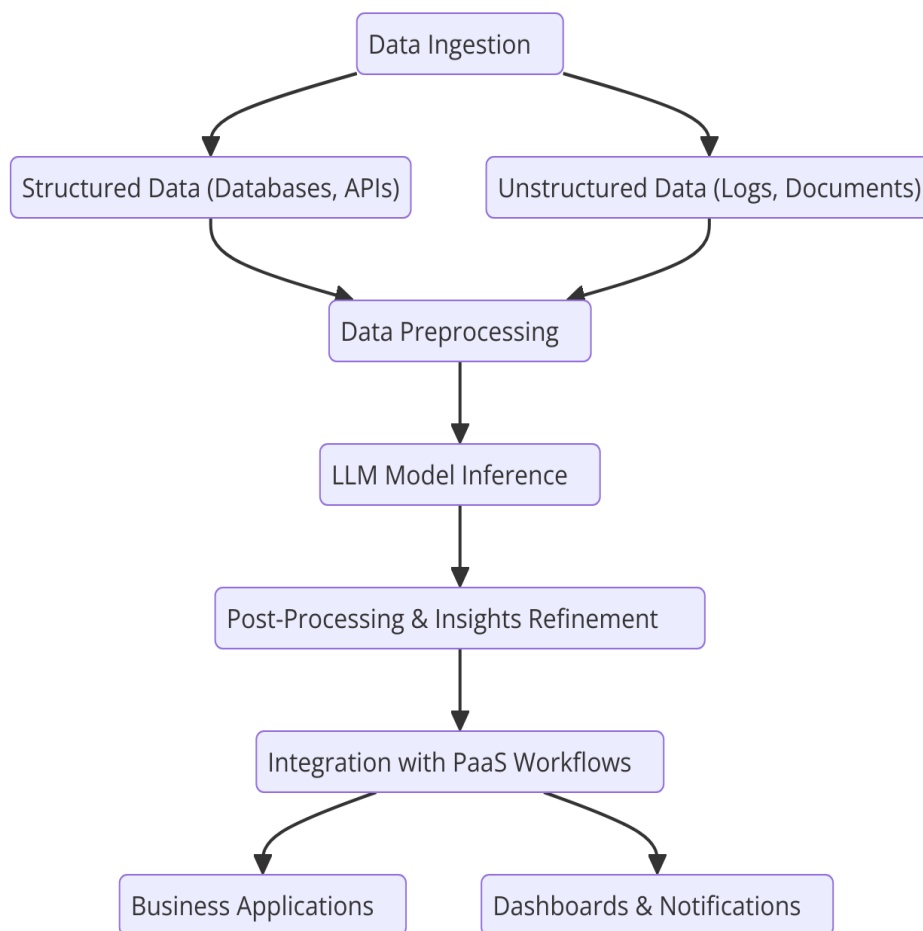 Data Ingestion
Structured Data (Databases, APIs)
Unstructured Data (Logs, Documents)
Data Preprocessing
LLM Model Inference
Post-Processing & Insights Refinement
Integration with PaaS Workflows
Business Applications
Dashboards & Notifications